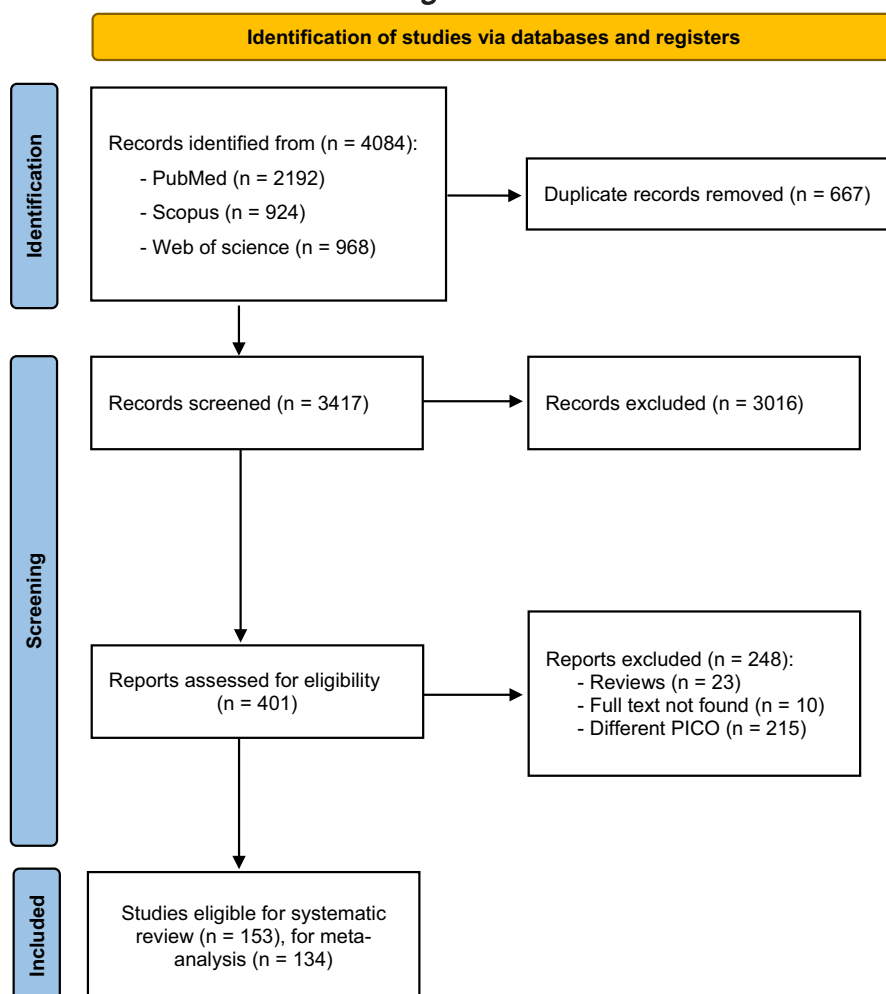 Identification of studies via databases and registers
Identification
Records identified from (n = 4084):
- PubMed (n = 2192)
- Scopus (n = 924)
- Web of science (n = 968)
Duplicate records removed (n = 667)
Screening
Records screened (n = 3417)
Records excluded (n = 3016)
Reports assessed for eligibility
(n = 401)
Reports excluded (n = 248):
- Reviews (n = 23)
- Full text not found (n = 10)
- Different PICO (n = 215)
Included
Studies eligible for systematic
review (n = 153), for meta-
analysis (n = 134)